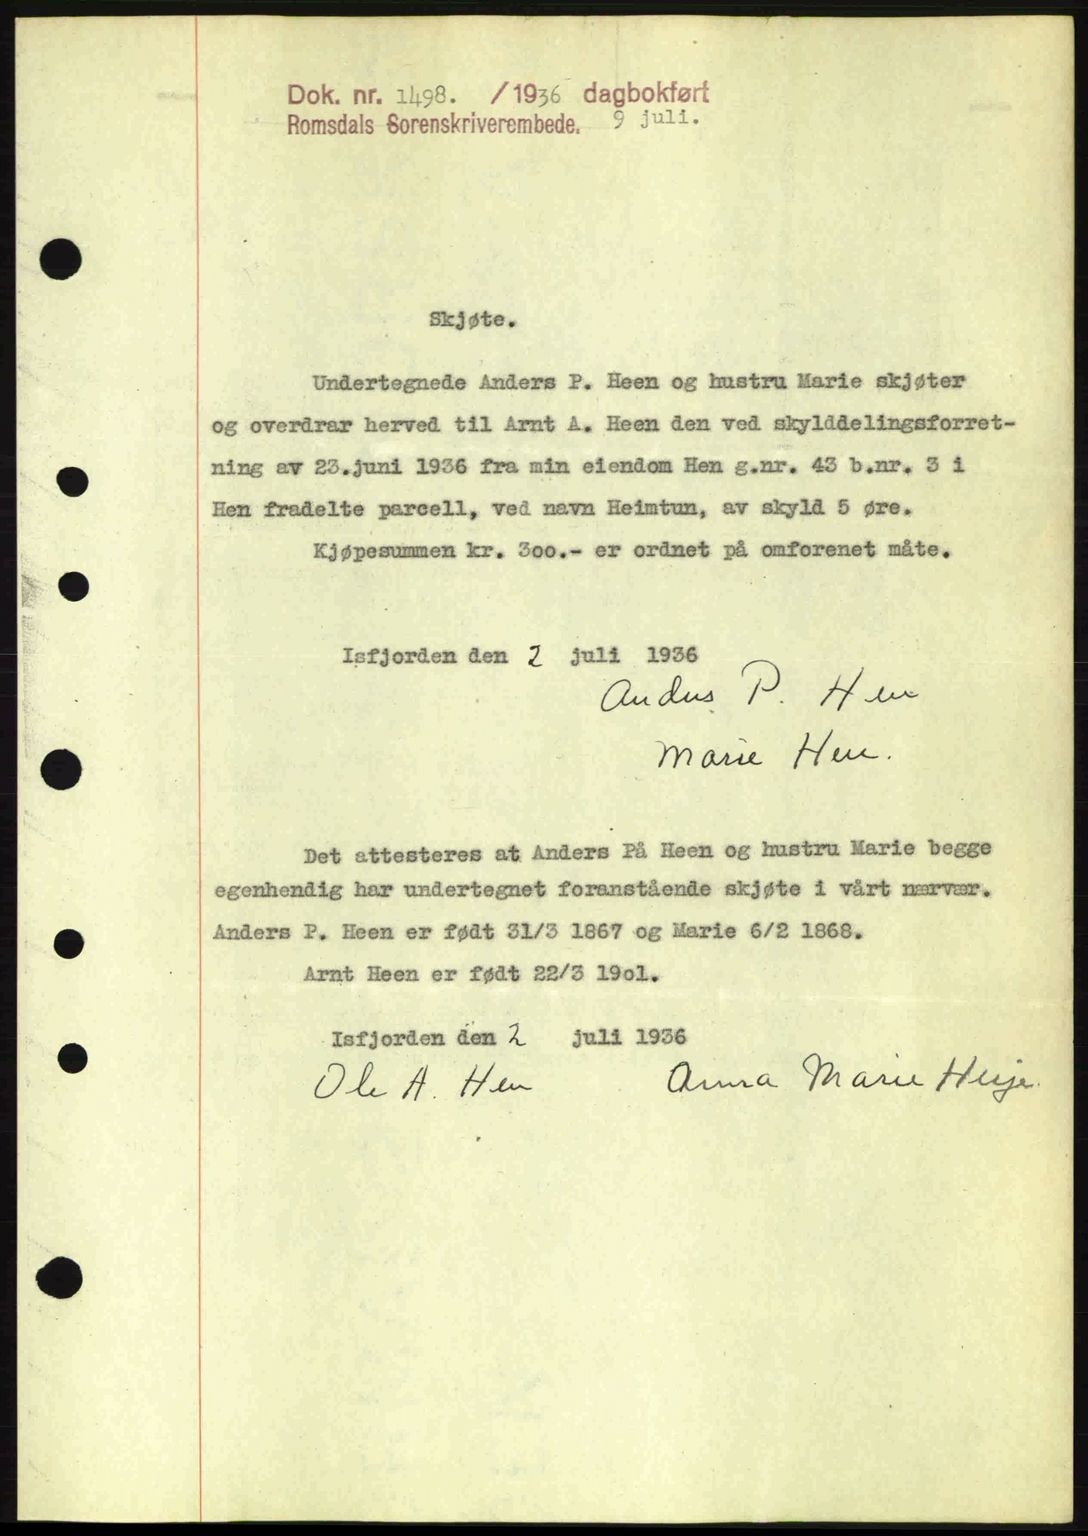 Dok. nr. 1498. /1936 dagbokført
Romsdals Sorenskriverembede. 9 juli.
Skjøte.
Undertegnede Anders P. Heen og hustru Marie skjøter
og overdrar herved til Arnt A. Heen den ved skylddelingsforret-
ning av 23.juni 1936 fra min eiendom Hen g.nr. 43 b.nr. 3 i
Hen fradelte parcell, ved navn Heimtun, av skyld 5 øre.
Kjøpesummen kr. 3oo.- er ordnet på omforenet måte.
Isfjorden den 2 juli 1936
Anders P. Hen
Marie Hen.
Det attesteres at Anders På Heen og hustru Marie begge
egenhendig har undertegnet foranstående skjøte i vårt nærvær.
Anders P. Heen er født 31/3 1867 og Marie 6/2 1868.
Arnt Heen er født 22/3 19o1.
Isfjorden den 2 juli 1936
Ole A. Hen Anna Marie